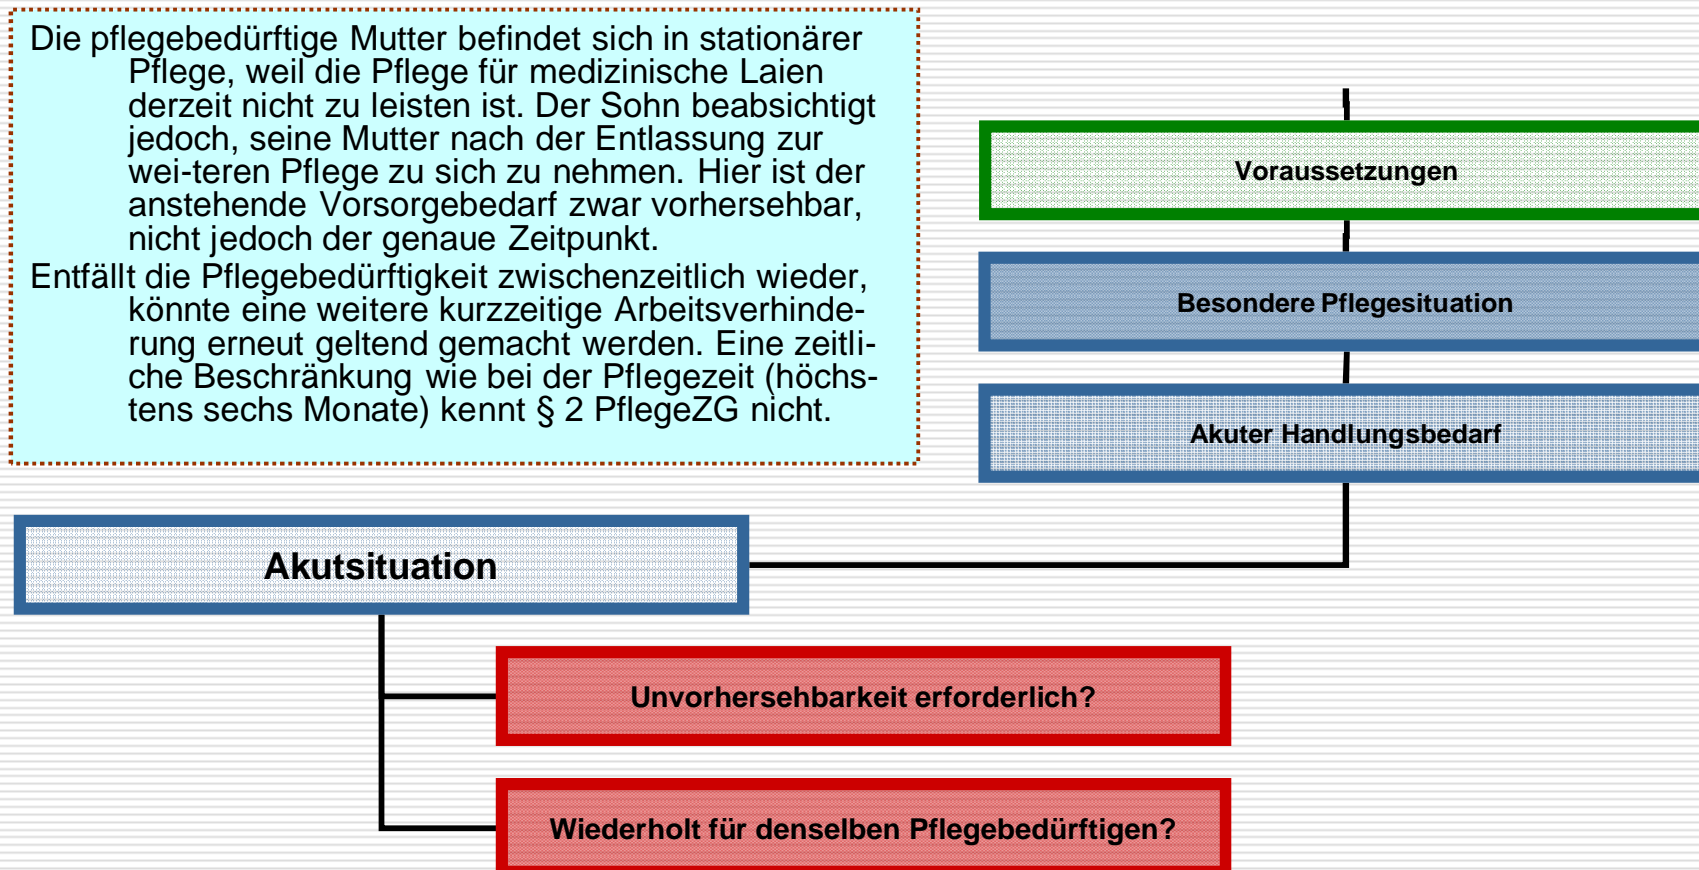 Die pflegebedürftige Mutter befindet sich in stationärer
Pflege, weil die Pflege für medizinische Laien
derzeit nicht zu leisten ist. Der Sohn beabsichtigt
jedoch, seine Mutter nach der Entlassung zur
wei-teren Pflege zu sich zu nehmen. Hier ist der
anstehende Vorsorgebedarf zwar vorhersehbar,
nicht jedoch der genaue Zeitpunkt.
Entfällt die Pflegebedürftigkeit zwischenzeitlich wieder,
könnte eine weitere kurzzeitige Arbeitsverhinde-
rung erneut geltend gemacht werden. Eine zeitli-
che Beschränkung wie bei der Pflegezeit (höchs-
tens sechs Monate) kennt § 2 PflegeZG nicht.
Voraussetzungen
Besondere Pflegesituation
Akuter Handlungsbedarf
Akutsituation
Unvorhersehbarkeit erforderlich?
Wiederholt für denselben Pflegebedürftigen?